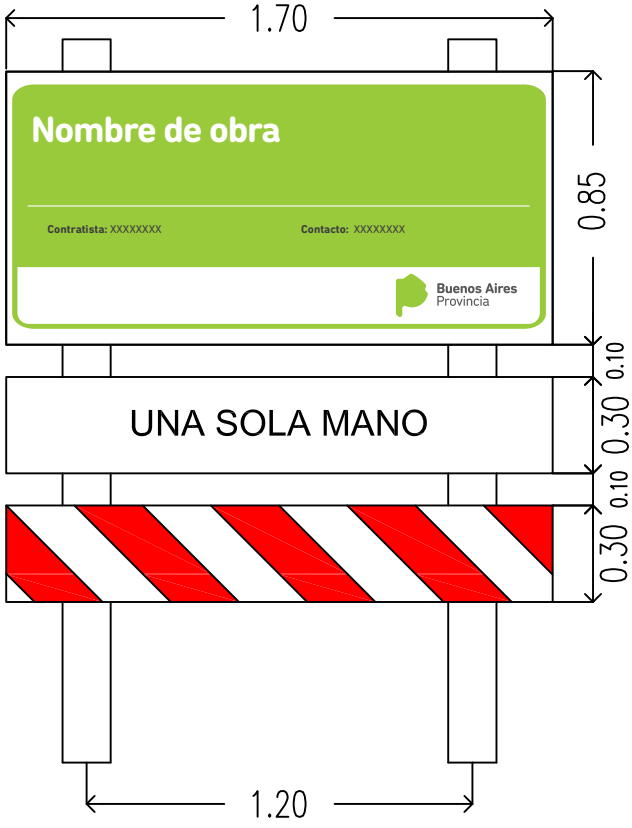 1.70
Nombre de obra
0.85
Contratista: XXXXXXXX
Contacto: XXXXXXXX
Buenos Aires
Provincia
0.10
UNA SOLA MANO
0.30
0.10
0.30
1.20